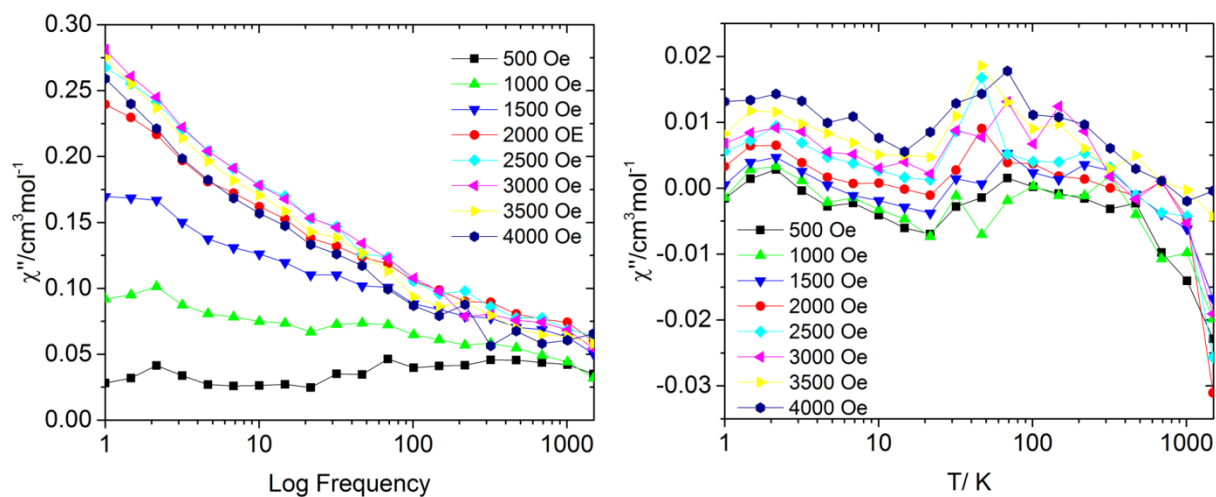 χ''/cm³mol⁻¹
0.30
0.25
0.20
0.15
0.10
0.05
0.00
500 Oe
1000 Oe
1500 Oe
2000 OE
2500 Oe
3000 Oe
3500 Oe
4000 Oe
1 10 100 1000
Log Frequency
χ''/cm³mol⁻¹
0.02
0.01
0.00
-0.01
-0.02
-0.03
500 Oe
1000 Oe
1500 Oe
2000 Oe
2500 Oe
3000 Oe
3500 Oe
4000 Oe
1 10 100 1000
T/ K